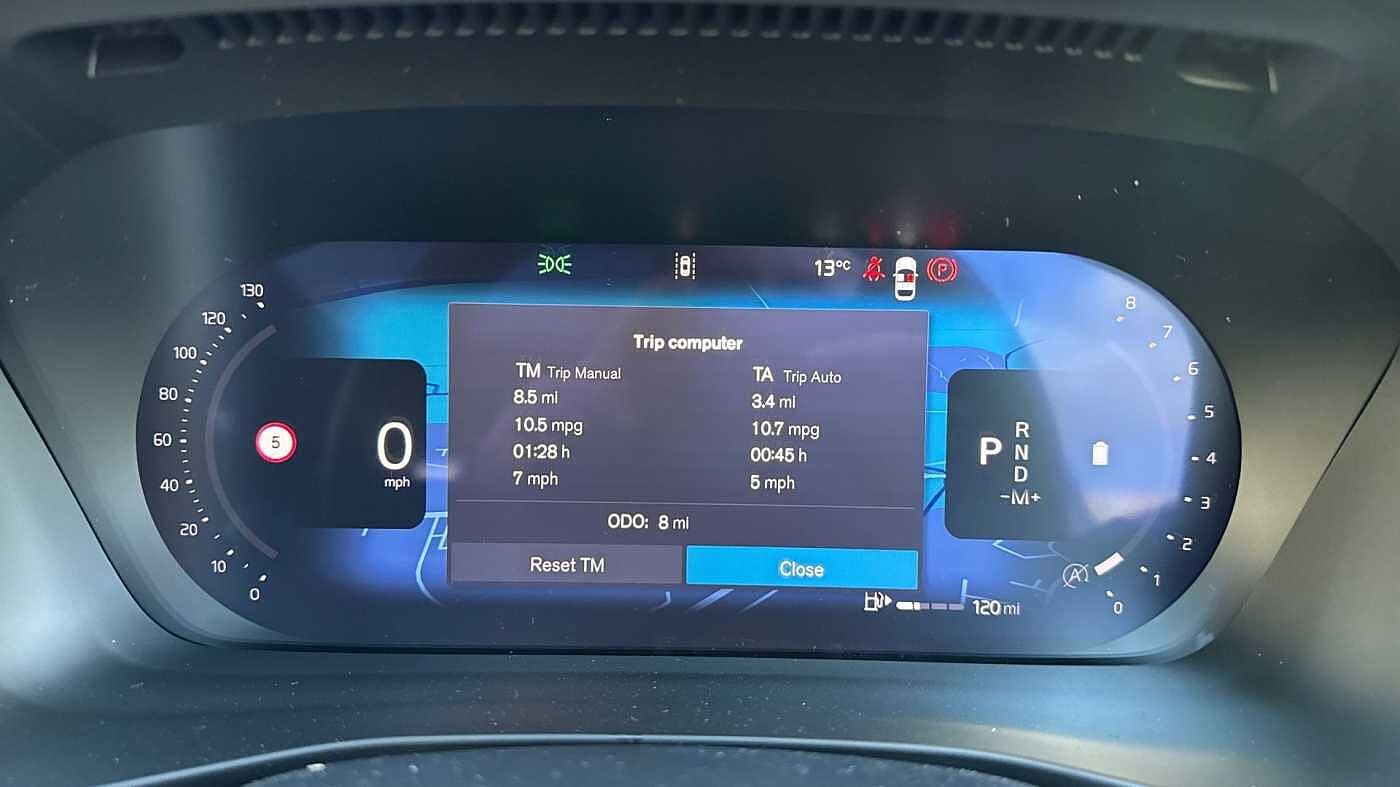 13°C
P
130
120
100
80
60
40
20
10
0
5
0
mph
Trip computer
TM Trip Manual
8.5 mi
10.5 mpg
01:28 h
7 mph
TA Trip Auto
3.4 mi
10.7 mpg
00:45 h
5 mph
ODO: 8 mi
Reset TM
Close
P
R
N
D
-M+
8
7
6
5
4
3
2
1
0
A
120 mi